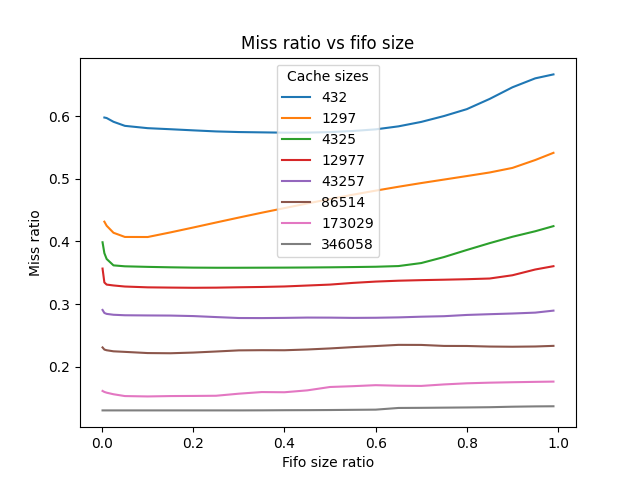 Miss ratio vs fifo size
Cache sizes
432
1297
4325
12977
43257
86514
173029
346058
Miss ratio
0.6
0.5
0.4
0.3
0.2
0.0 0.2 0.4 0.6 0.8 1.0
Fifo size ratio